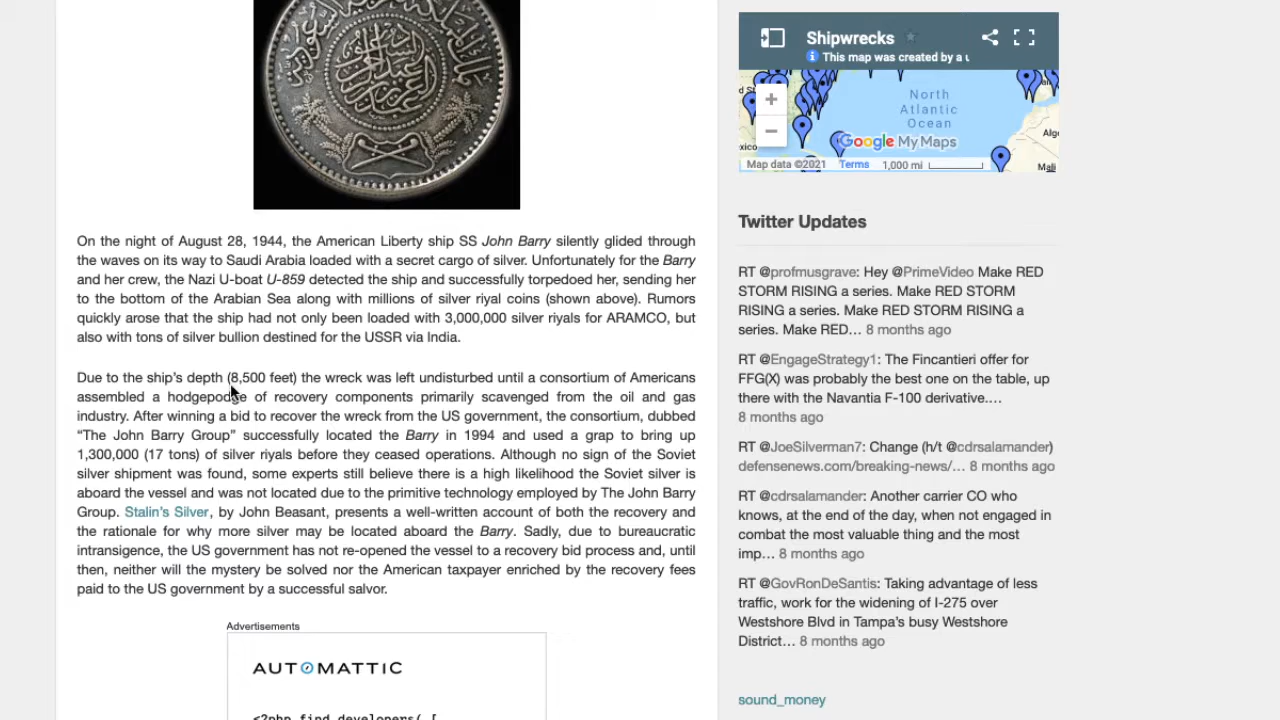 On the night of August 28, 1944, the American Liberty ship SS John Barry silently glided through
the waves on its way to Saudi Arabia loaded with a secret cargo of silver. Unfortunately for the Barry
and her crew, the Nazi U-boat U-859 detected the ship and successfully torpedoed her, sending her
to the bottom of the Arabian Sea along with millions of silver riyal coins (shown above). Rumors
quickly arose that the ship had not only been loaded with 3,000,000 silver riyals for ARAMCO, but
also with tons of silver bullion destined for the USSR via India.
Due to the ship's depth (8,500 feet) the wreck was left undisturbed until a consortium of Americans
assembled a hodgepodge of recovery components primarily scavenged from the oil and gas
industry. After winning a bid to recover the wreck from the US government, the consortium, dubbed
“The John Barry Group” successfully located the Barry in 1994 and used a grap to bring up
1,300,000 (17 tons) of silver riyals before they ceased operations. Although no sign of the Soviet
silver shipment was found, some experts still believe there is a high likelihood the Soviet silver is
aboard the vessel and was not located due to the primitive technology employed by The John Barry
Group. Stalin's Silver, by John Beasant, presents a well-written account of both the recovery and
the rationale for why more silver may be located aboard the Barry. Sadly, due to bureaucratic
intransigence, the US government has not re-opened the vessel to a recovery bid process and, until
then, neither will the mystery be solved nor the American taxpayer enriched by the recovery fees
paid to the US government by a successful salvor.
Advertisements
AUTOMATTIC
<?php find_developers( [
Shipwrecks
This map was created by a u
North
Atlantic
Ocean
+
−
Google My Maps
xico
Alge
Mali
Map data ©2021 Terms 1,000 mi
Twitter Updates
RT @profmusgrave: Hey @PrimeVideo Make RED
STORM RISING a series. Make RED STORM
RISING a series. Make RED STORM RISING a
series. Make RED… 8 months ago
RT @EngageStrategy1: The Fincantieri offer for
FFG(X) was probably the best one on the table, up
there with the Navantia F-100 derivative.…
8 months ago
RT @JoeSilverman7: Change (h/t @cdrsalamander)
defensenews.com/breaking-news/… 8 months ago
RT @cdrsalamander: Another carrier CO who
knows, at the end of the day, when not engaged in
combat the most valuable thing and the most
imp… 8 months ago
RT @GovRonDeSantis: Taking advantage of less
traffic, work for the widening of I-275 over
Westshore Blvd in Tampa's busy Westshore
District… 8 months ago
sound_money